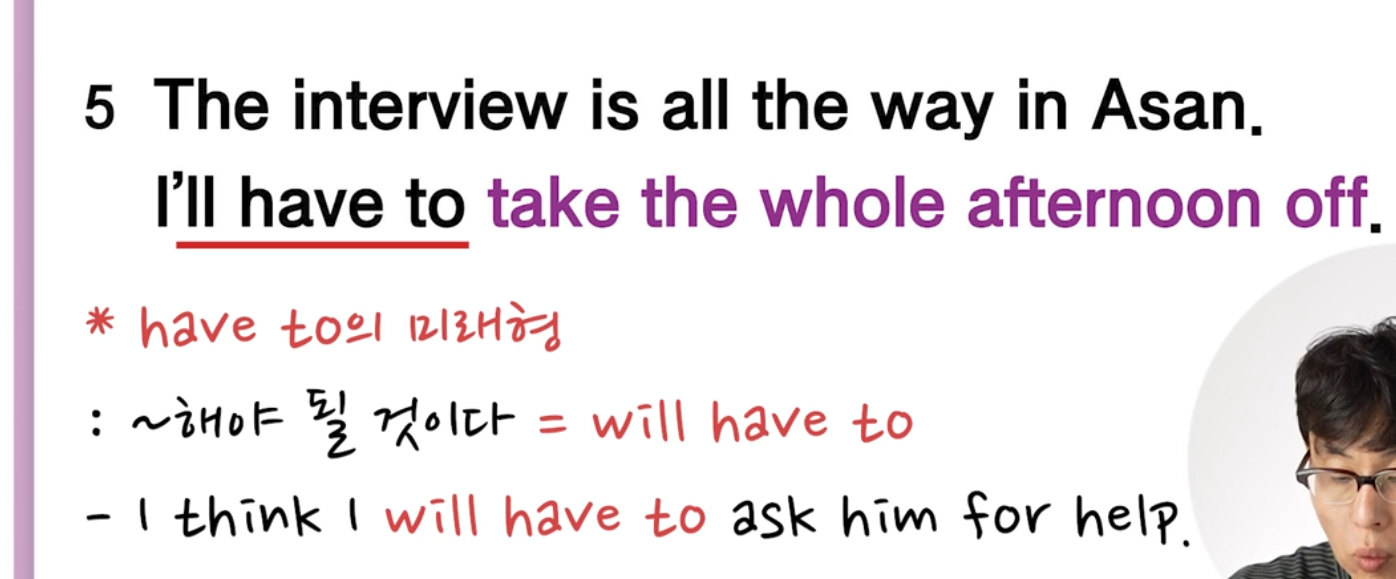 5 The interview is all the way in Asan.
I'll have to take the whole afternoon off.
* have to의 미래형
: ~해야 될 것이다 = will have to
- I think I will have to ask him for help.